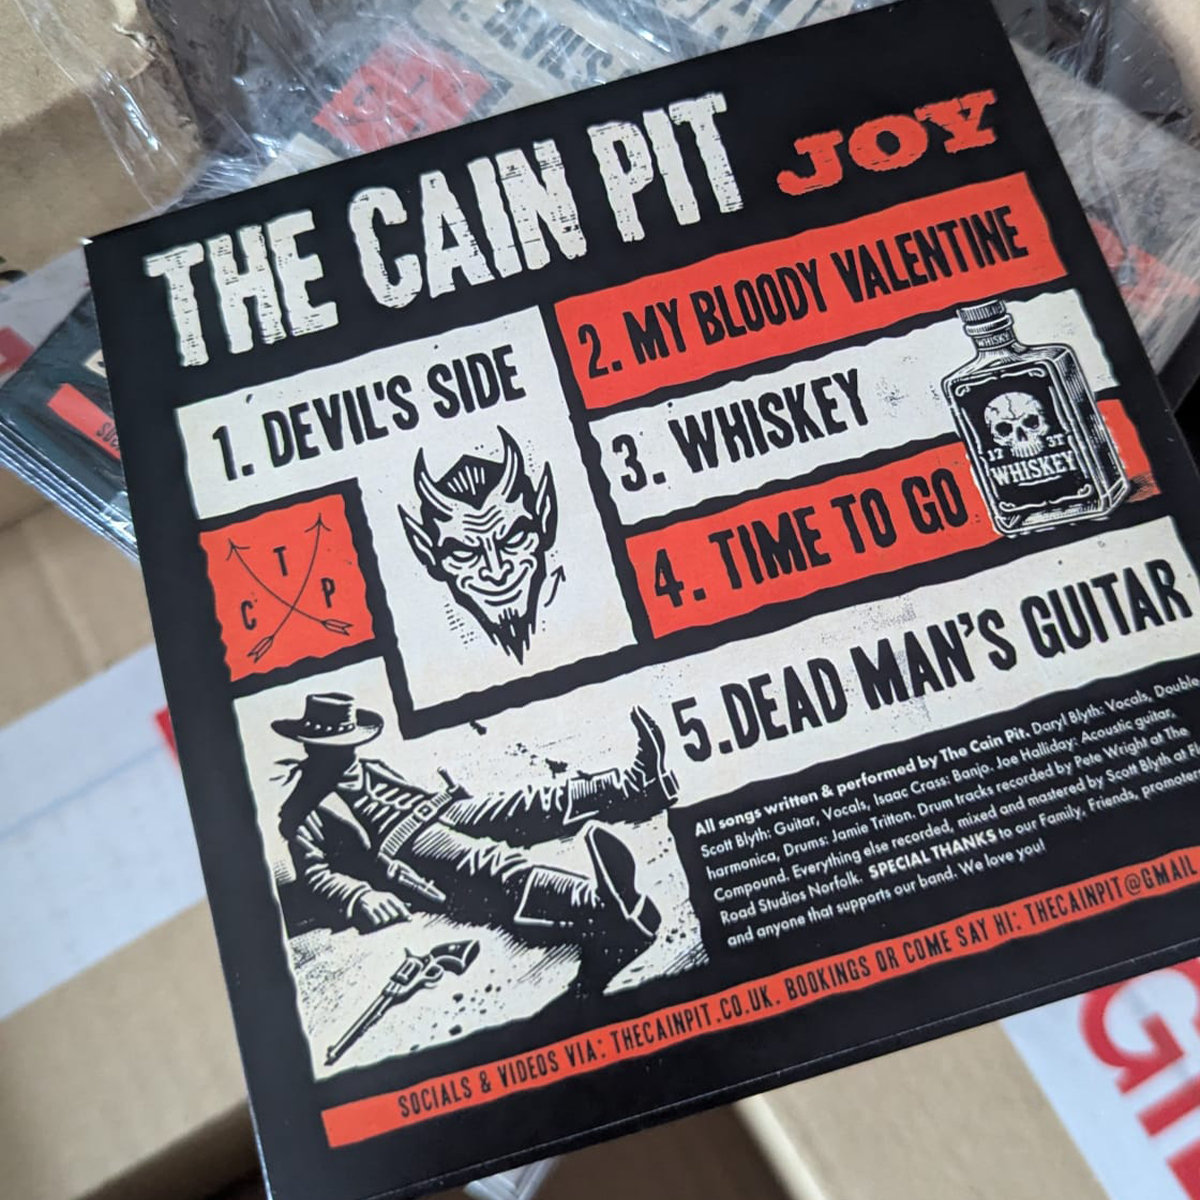 THE CAIN PIT JOY
1. DEVIL'S SIDE
2. MY BLOODY VALENTINE
3. WHISKEY
4. TIME TO GO
5.DEAD MAN'S GUITAR
WHISKY
17 37
WHISKEY
C T P
All songs written & performed by The Cain Pit. Daryl Blyth: Vocals, Double
Scott Blyth: Guitar, Vocals, Isaac Crass: Banjo. Joe Halliday: Acoustic guitar,
harmonica, Drums: Jamie Tritton. Drum tracks recorded by Pete Wright at The
Compound. Everything else recorded, mixed and mastered by Scott Blyth at
Road Studios Norfolk. SPECIAL THANKS to our Family, Friends, promoters
and anyone that supports our band. We love you!
SOCIALS & VIDEOS VIA: THECAINPIT.CO.UK. BOOKINGS OR COME SAY HI: THECAINPIT@GMAIL